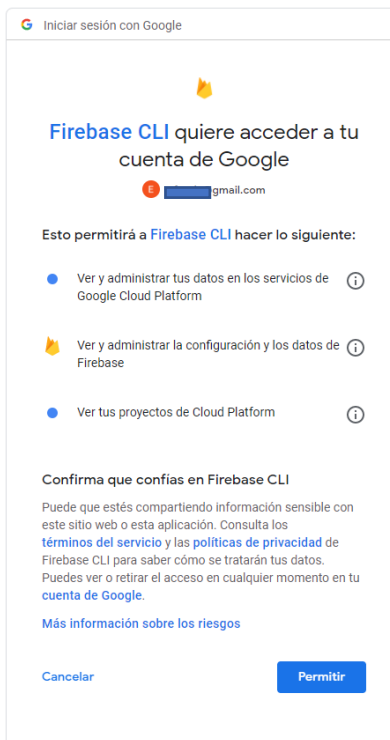 G Iniciar sesión con Google
Firebase CLI quiere acceder a tu
cuenta de Google
E gmail.com
Esto permitirá a Firebase CLI hacer lo siguiente:
Ver y administrar tus datos en los servicios de
Google Cloud Platform
Ver y administrar la configuración y los datos de
Firebase
Ver tus proyectos de Cloud Platform
Confirma que confías en Firebase CLI
Puede que estés compartiendo información sensible con
este sitio web o esta aplicación. Consulta los
términos del servicio y las políticas de privacidad de
Firebase CLI para saber cómo se tratarán tus datos.
Puedes ver o retirar el acceso en cualquier momento en tu
cuenta de Google.
Más información sobre los riesgos
Cancelar
Permitir